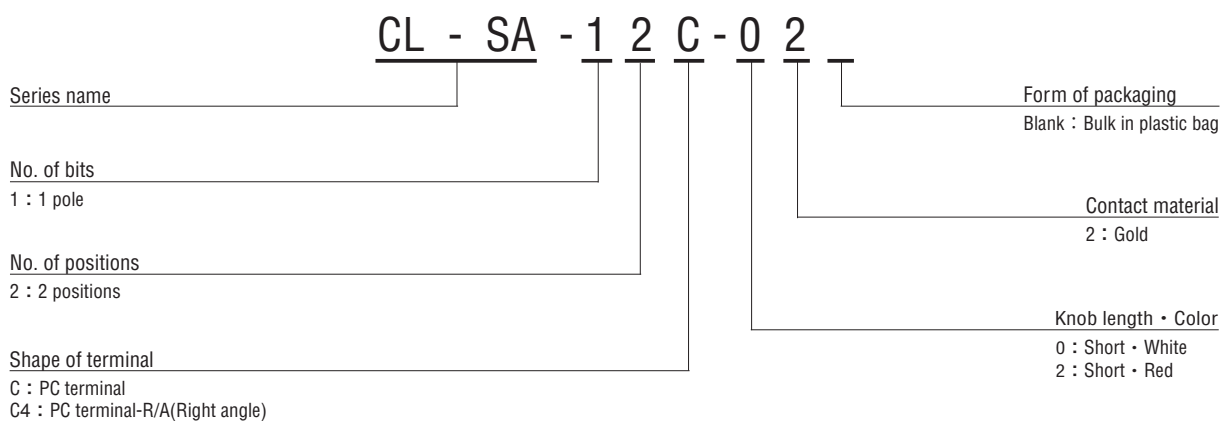 CL - SA - 1 2 C - 0 2
Series name
No. of bits
1：1 pole
No. of positions
2：2 positions
Shape of terminal
C：PC terminal
C4：PC terminal-R/A(Right angle)
Form of packaging
Blank：Bulk in plastic bag
Contact material
2：Gold
Knob length・Color
0：Short・White
2：Short・Red